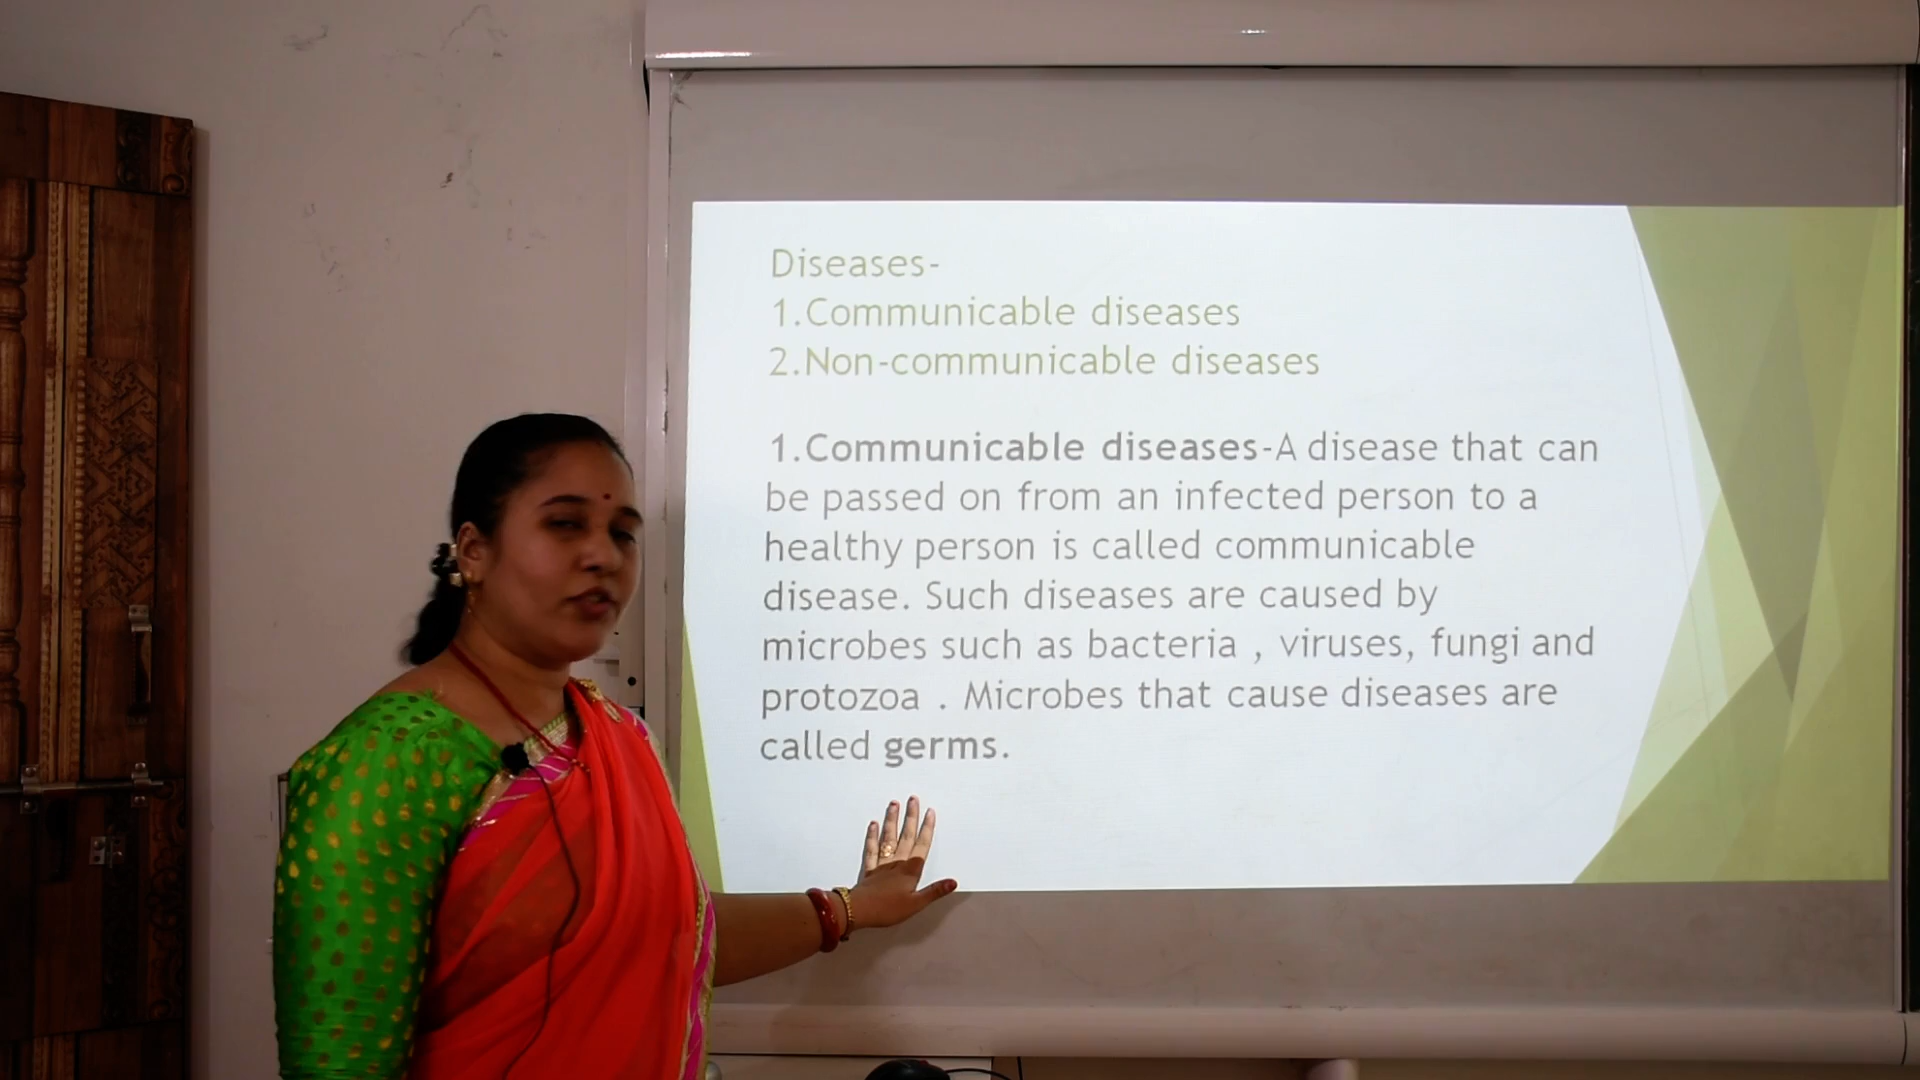 Diseases-
1.Communicable diseases
2.Non-communicable diseases
1.Communicable diseases-A disease that can
be passed on from an infected person to a
healthy person is called communicable
disease. Such diseases are caused by
microbes such as bacteria , viruses, fungi and
protozoa . Microbes that cause diseases are
called germs.